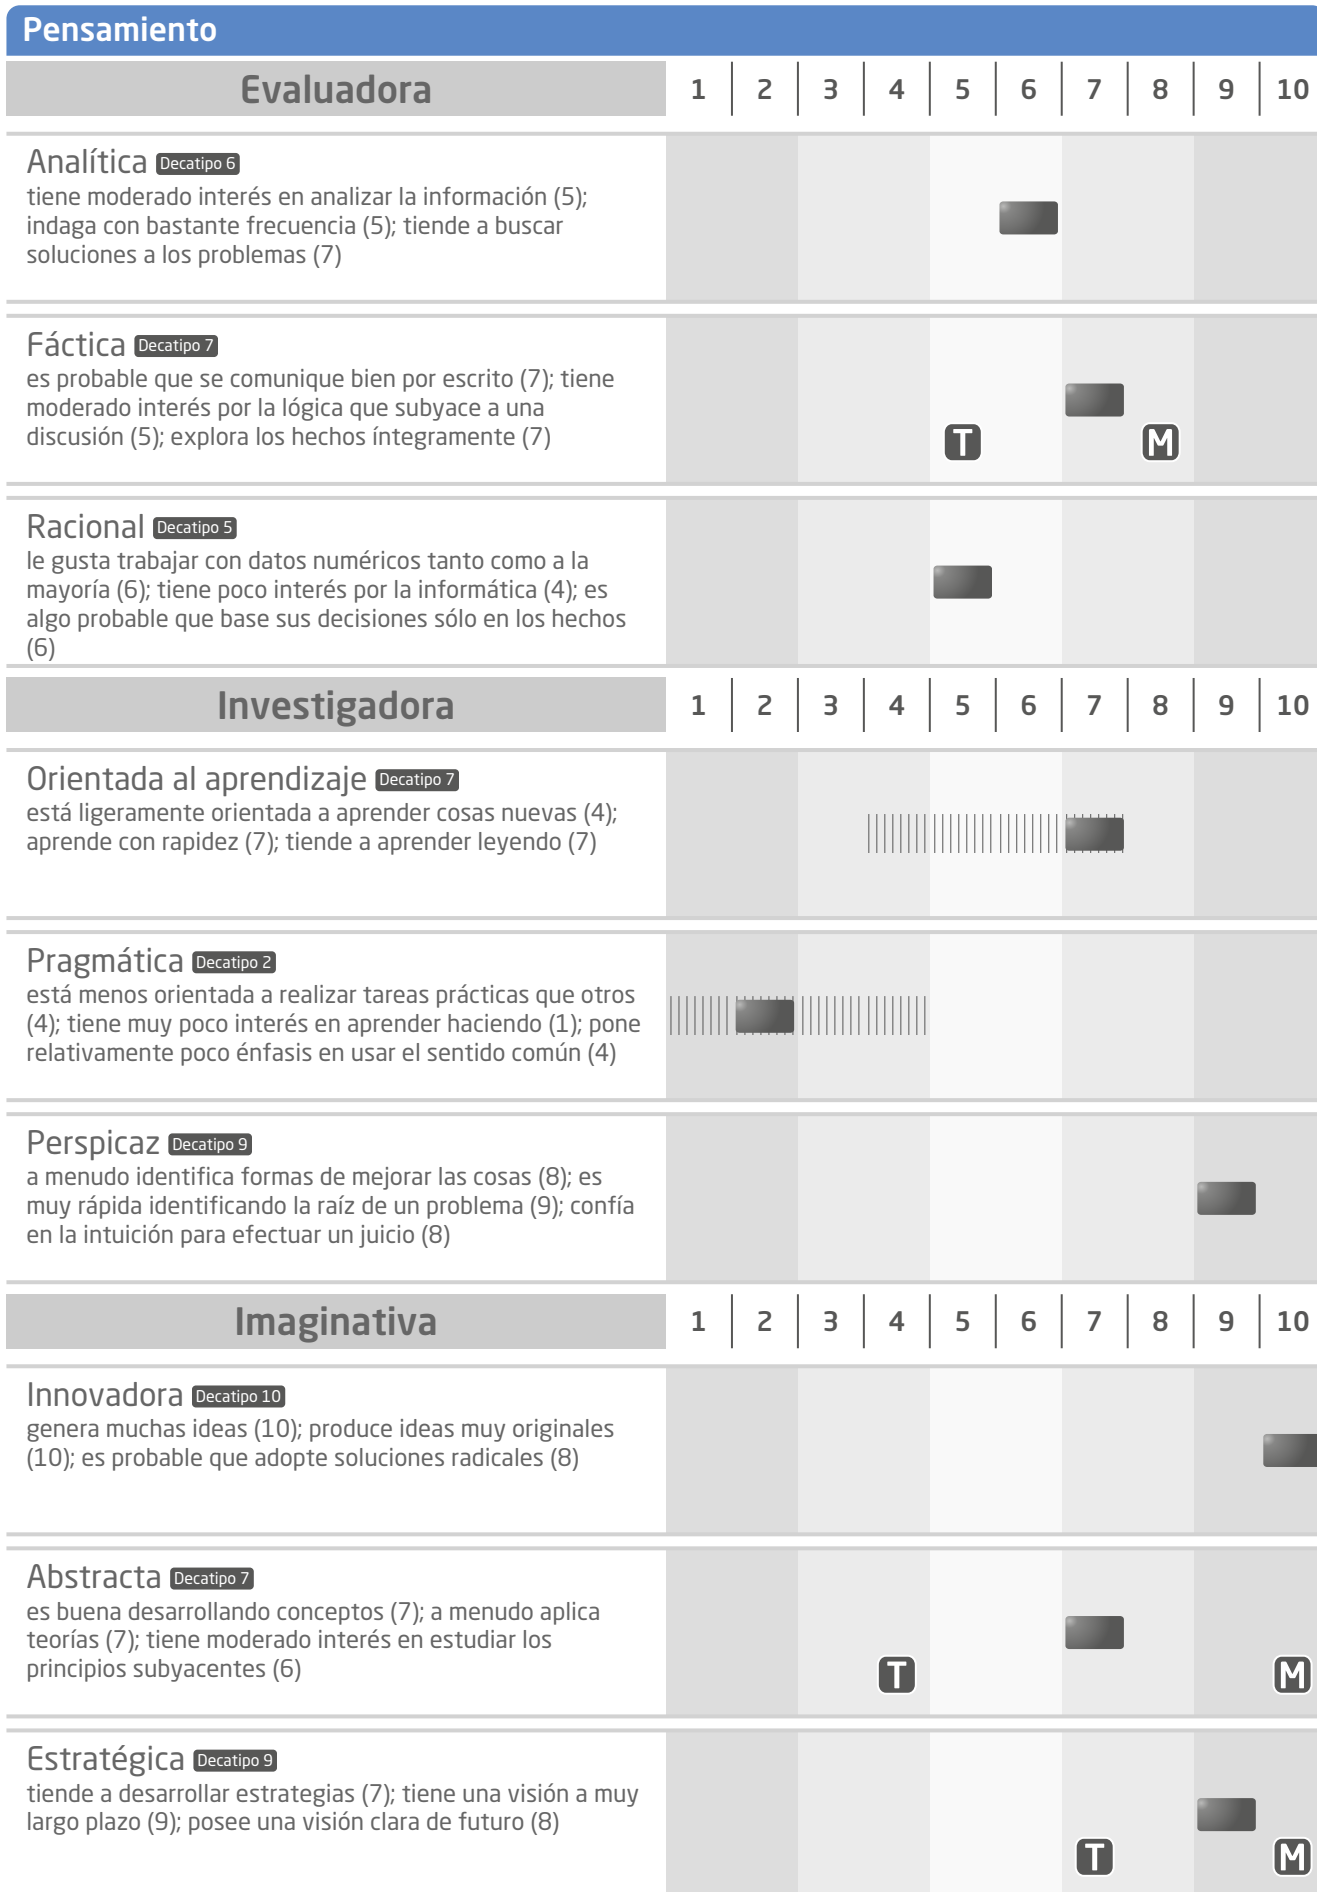 Pensamiento
Evaluadora 1 2 3 4 5 6 7 8 9 10
Analítica Decatipo 6
tiene moderado interés en analizar la información (5);
indaga con bastante frecuencia (5); tiende a buscar
soluciones a los problemas (7)
Fáctica Decatipo 7
es probable que se comunique bien por escrito (7); tiene
moderado interés por la lógica que subyace a una
discusión (5); explora los hechos íntegramente (7)
T M
Racional Decatipo 5
le gusta trabajar con datos numéricos tanto como a la
mayoría (6); tiene poco interés por la informática (4); es
algo probable que base sus decisiones sólo en los hechos
(6)
Investigadora 1 2 3 4 5 6 7 8 9 10
Orientada al aprendizaje Decatipo 7
está ligeramente orientada a aprender cosas nuevas (4);
aprende con rapidez (7); tiende a aprender leyendo (7)
Pragmática Decatipo 2
está menos orientada a realizar tareas prácticas que otros
(4); tiene muy poco interés en aprender haciendo (1); pone
relativamente poco énfasis en usar el sentido común (4)
Perspicaz Decatipo 9
a menudo identifica formas de mejorar las cosas (8); es
muy rápida identificando la raíz de un problema (9); confía
en la intuición para efectuar un juicio (8)
Imaginativa 1 2 3 4 5 6 7 8 9 10
Innovadora Decatipo 10
genera muchas ideas (10); produce ideas muy originales
(10); es probable que adopte soluciones radicales (8)
Abstracta Decatipo 7
es buena desarrollando conceptos (7); a menudo aplica
teorías (7); tiene moderado interés en estudiar los
principios subyacentes (6)
T M
Estratégica Decatipo 9
tiende a desarrollar estrategias (7); tiene una visión a muy
largo plazo (9); posee una visión clara de futuro (8)
T M